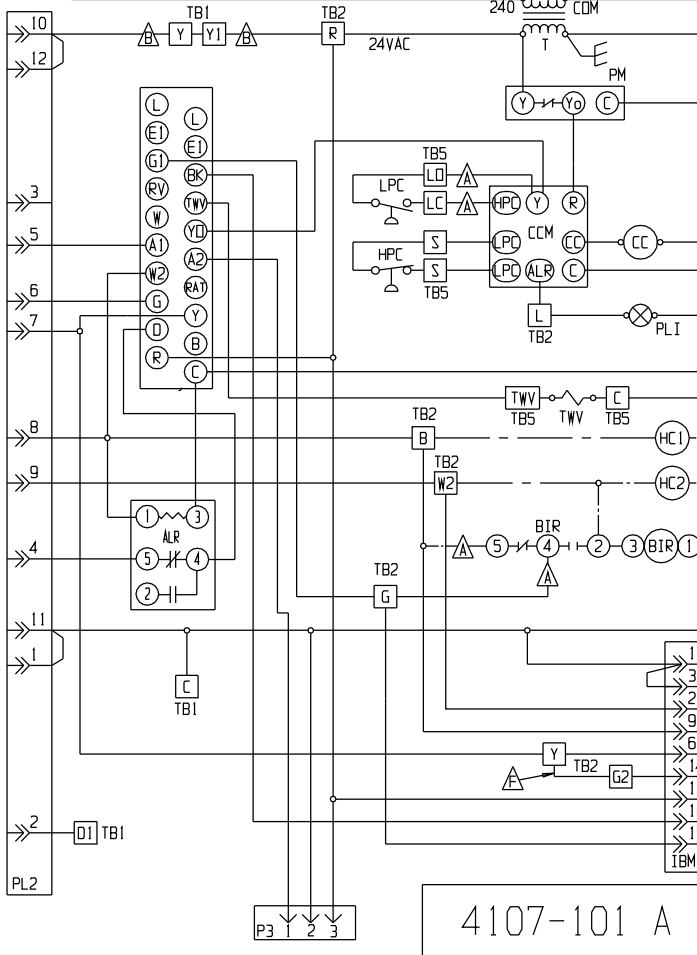 240 COM
10 TB1 TB2
B Y Y1 B R 24VAC T
12 PM
Y Yo C
L L
E1 E1
G1 BK
RV TWV
W YO
A1 A2
W2 RAT
G Y
D B
R C
3
5
6
7
TB5
LPC LO A
LC A HPC Y R
CCM
S LPC CC CC
HPC S LPC ALR C
TB5
L PLI
TB2
TWV C
TB5 TWV TB5
8 TB2
B HC1
9 TB2
W2 HC2
1 3
ALR
4 5 4
2
BIR
A 5 4 2 3 BIR 1
A
TB2
G
11
1
C
TB1
1
3
2
9
6
Y
TB2 G2
F
2 D1 TB1
IBM
PL2
P3 1 2 3
4107-101 A